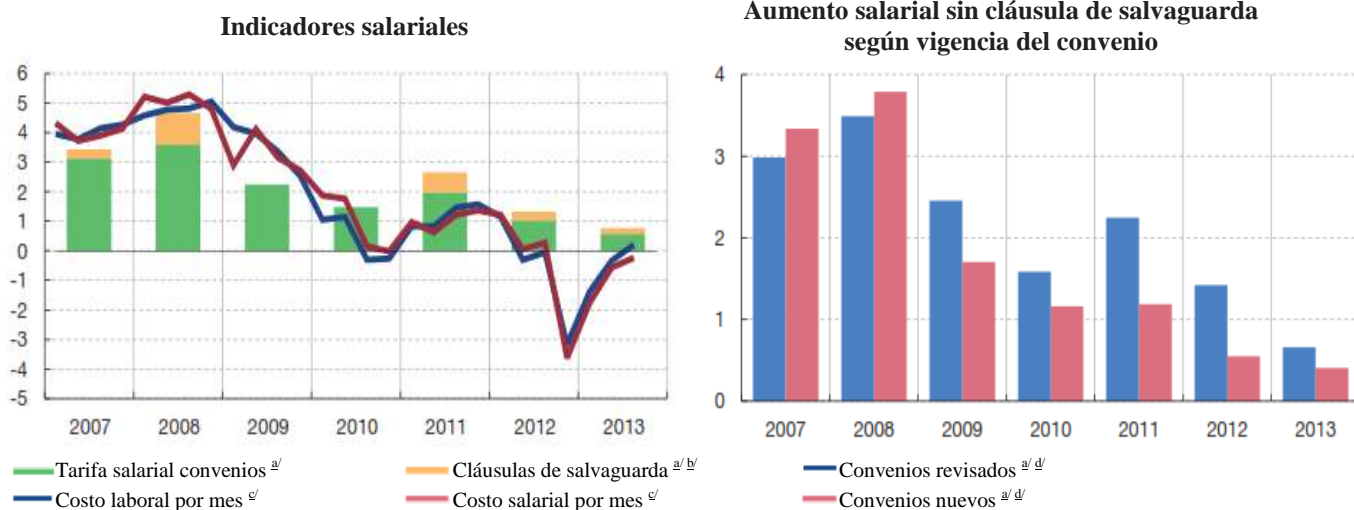 Indicadores salariales
6
5
4
3
2
1
0
-1
-2
-3
-4
-5
2007 2008 2009 2010 2011 2012 2013
Aumento salarial sin cláusula de salvaguarda
según vigencia del convenio
4
3
2
1
0
2007 2008 2009 2010 2011 2012 2013
Tarifa salarial convenios a/
Cláusulas de salvaguarda a/ b/
Convenios revisados a/ d/
Costo laboral por mes c/
Costo salarial por mes c/
Convenios nuevos a/ d/